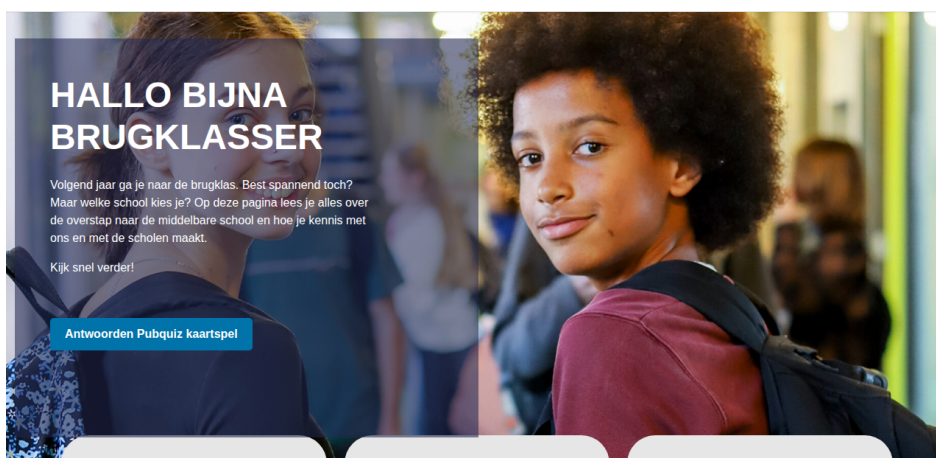 HALLO BIJNA
BRUGKLASSER
Volgend jaar ga je naar de brugklas. Best spannend toch?
Maar welke school kies je? Op deze pagina lees je alles over
de overstap naar de middelbare school en hoe je kennis met
ons en met de scholen maakt.
Kijk snel verder!
Antwoorden Pubquiz kaartspel